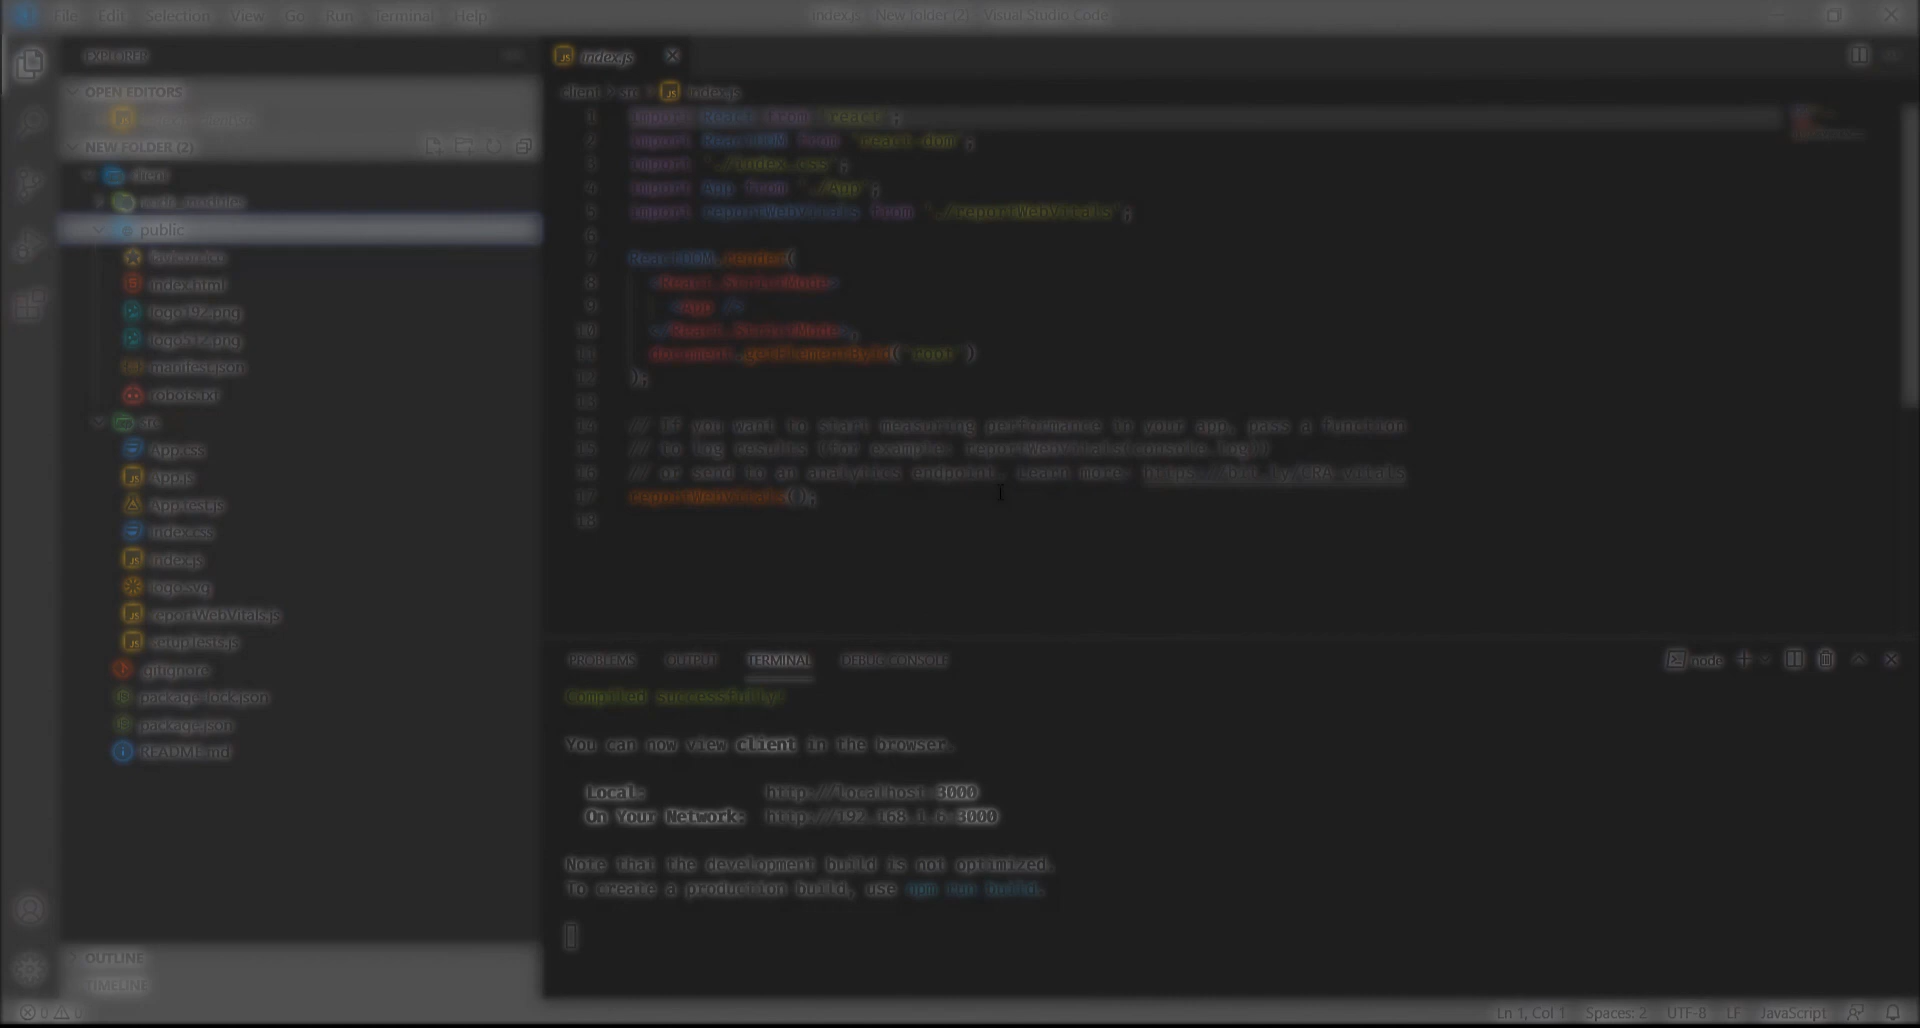 File Edit Selection View Go Run Terminal Help
index.js - New folder (2) - Visual Studio Code
EXPLORER
OPEN EDITORS
NEW FOLDER (2)
client
node_modules
public
favicon.ico
index.html
logo192.png
logo512.png
manifest.json
robots.txt
src
App.css
App.js
App.test.js
index.css
index.js
logo.svg
reportWebVitals.js
setupTests.js
.gitignore
package-lock.json
package.json
README.md
OUTLINE
TIMELINE
index.js
client > src > index.js
1 import React from 'react';
2 import ReactDOM from 'react-dom';
3 import './index.css';
4 import App from './App';
5 import reportWebVitals from './reportWebVitals';
6
7 ReactDOM.render(
8 <React.StrictMode>
9 <App />
10 </React.StrictMode>,
11 document.getElementById('root')
12 );
13
14 // If you want to start measuring performance in your app, pass a function
15 // to log results (for example: reportWebVitals(console.log))
16 // or send to an analytics endpoint. Learn more: https://bit.ly/CRA-vitals
17 reportWebVitals();
18
PROBLEMS OUTPUT TERMINAL DEBUG CONSOLE
node
Compiled successfully!
You can now view client in the browser.
Local: http://localhost:3000
On Your Network: http://192.168.1.6:3000
Note that the development build is not optimized.
To create a production build, use npm run build.
0 0
Ln 1, Col 1 Spaces: 2 UTF-8 LF JavaScript